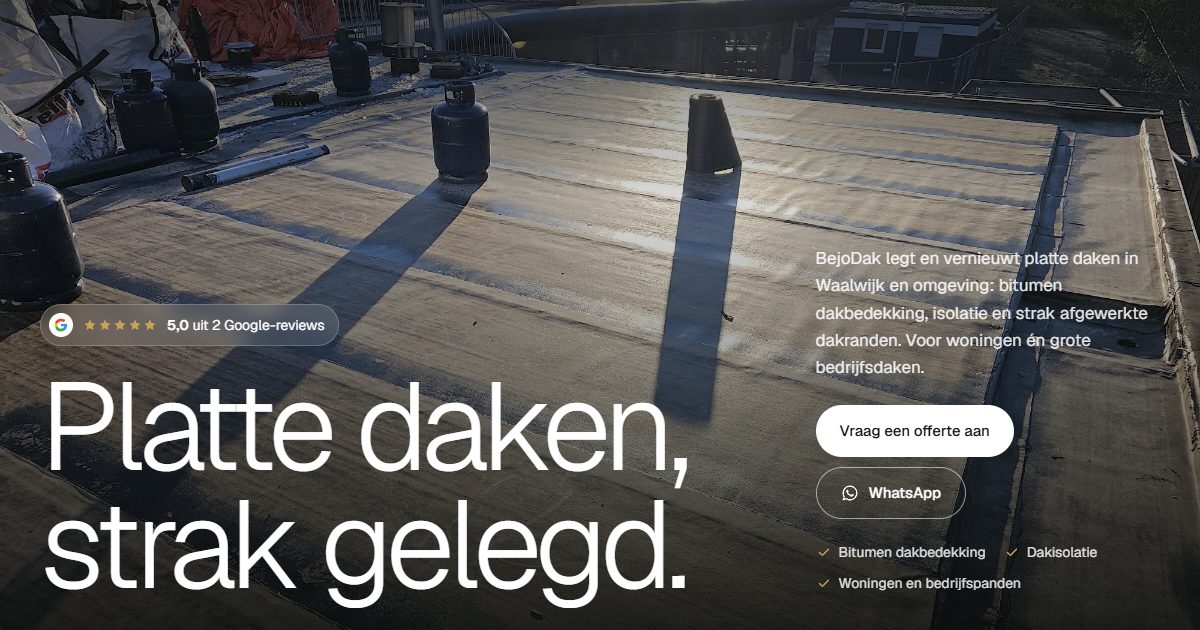 5,0 uit 2 Google-reviews
Platte daken,
strak gelegd.
BejoDak legt en vernieuwt platte daken in
Waalwijk en omgeving: bitumen
dakbedekking, isolatie en strak afgewerkte
dakranden. Voor woningen én grote
bedrijfsdaken.
Vraag een offerte aan
WhatsApp
Bitumen dakbedekking
Dakisolatie
Woningen en bedrijfspanden